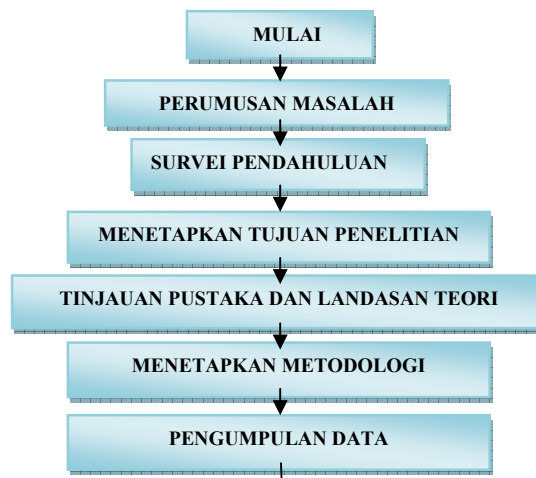 MULAI
PERUMUSAN MASALAH
SURVEI PENDAHULUAN
MENETAPKAN TUJUAN PENELITIAN
TINJAUAN PUSTAKA DAN LANDASAN TEORI
MENETAPKAN METODOLOGI
PENGUMPULAN DATA